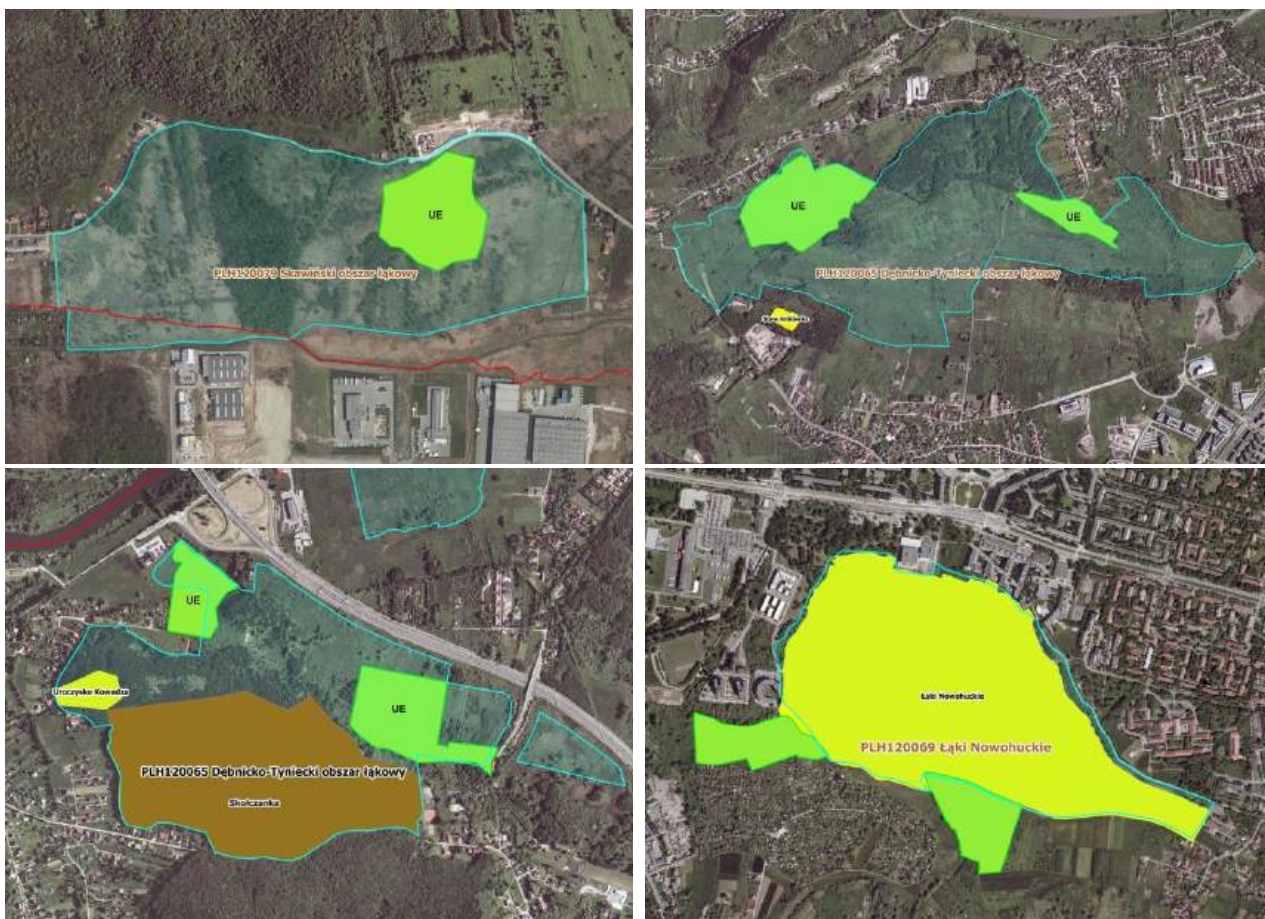 UE
PLH120079 Skawiński obszar łąkowy
UE
UE
PLH120065 Dębnicko-Tyniecki obszar łąkowy
UE
Uroczysko Kowadza
UE
PLH120065 Dębnicko-Tyniecki obszar łąkowy
Skołczanka
Łąki Nowohuckie
PLH120069 Łąki Nowohuckie